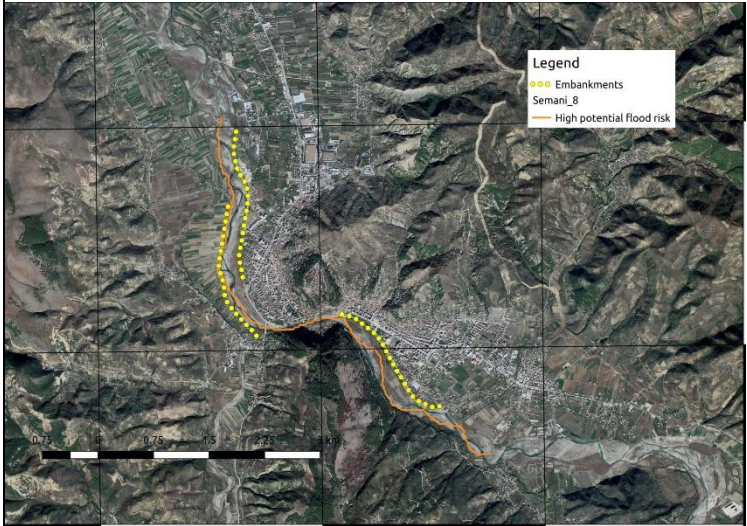 Legend
Embankments
Semani_8
High potential flood risk
0.75 0 0.75 1.5 2.25 3 km